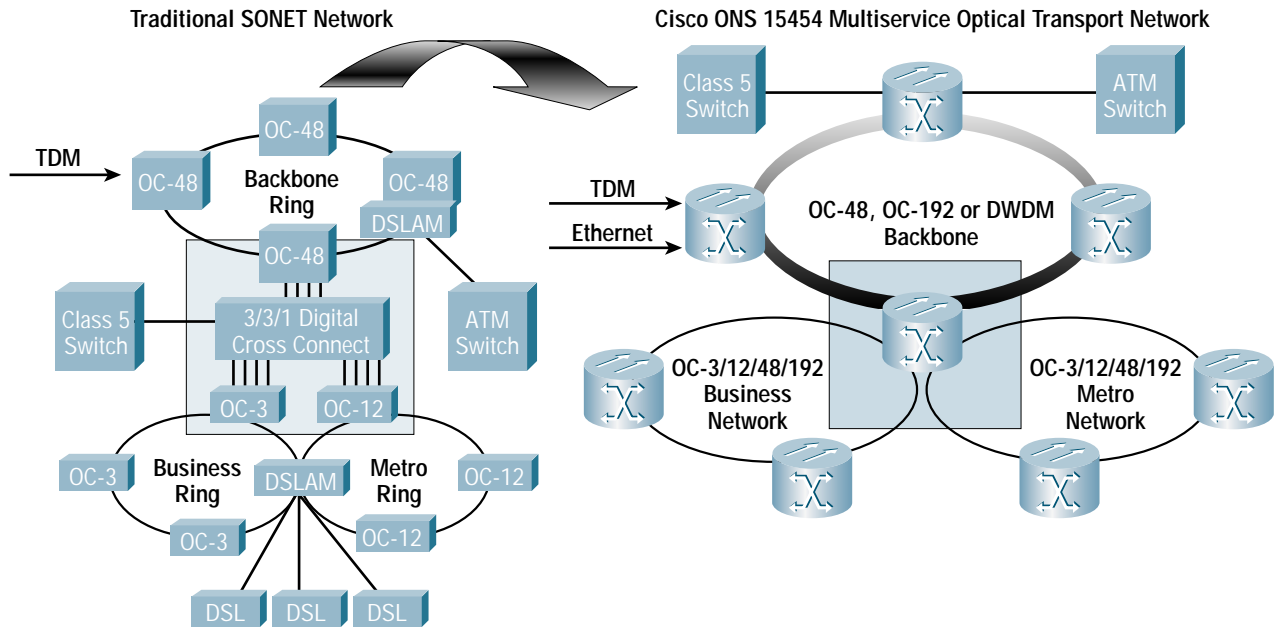 Traditional SONET Network
OC-48
TDM
OC-48
Backbone
Ring
OC-48
DSLAM
OC-48
Class 5
Switch
3/3/1 Digital
Cross Connect
ATM
Switch
OC-3
OC-12
OC-3
Business
Ring
DSLAM
Metro
Ring
OC-12
OC-3
OC-12
DSL
DSL
DSL
Cisco ONS 15454 Multiservice Optical Transport Network
Class 5
Switch
ATM
Switch
TDM
Ethernet
OC-48, OC-192 or DWDM
Backbone
OC-3/12/48/192
Business
Network
OC-3/12/48/192
Metro
Network